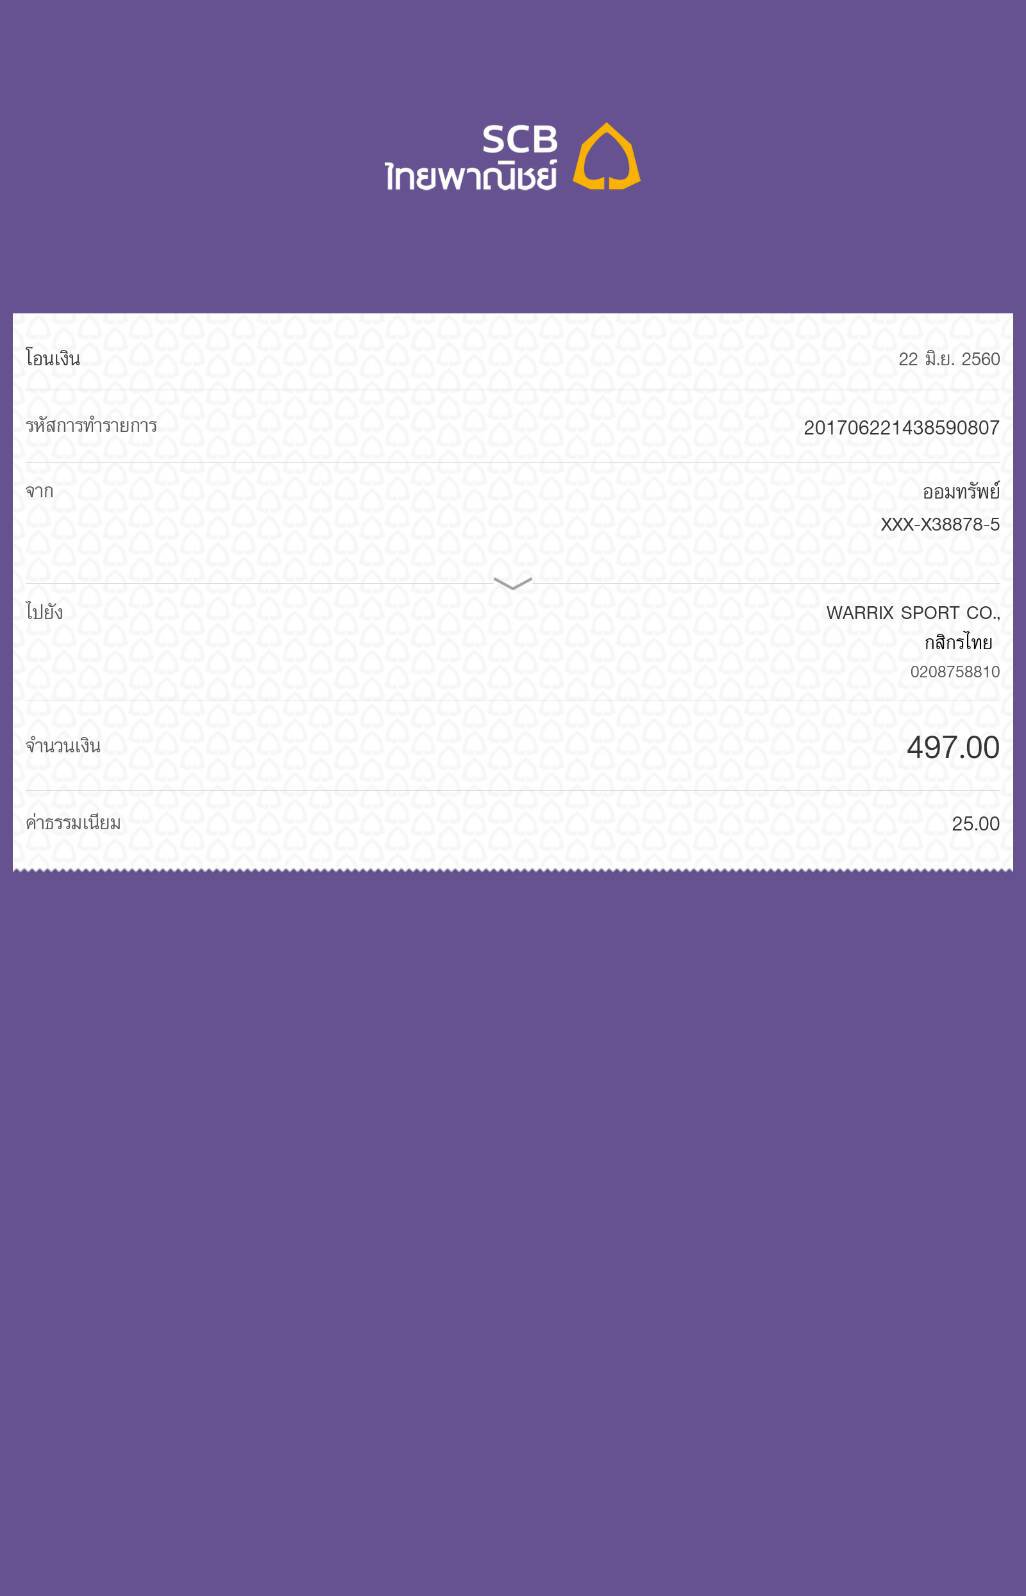 SCB
ไทยพาณิชย์
โอนเงิน 22 มิ.ย. 2560
รหัสการทำรายการ 201706221438590807
จาก ออมทรัพย์
XXX-X38878-5
ไปยัง WARRIX SPORT CO.,
กสิกรไทย
0208758810
จำนวนเงิน 497.00
ค่าธรรมเนียม 25.00